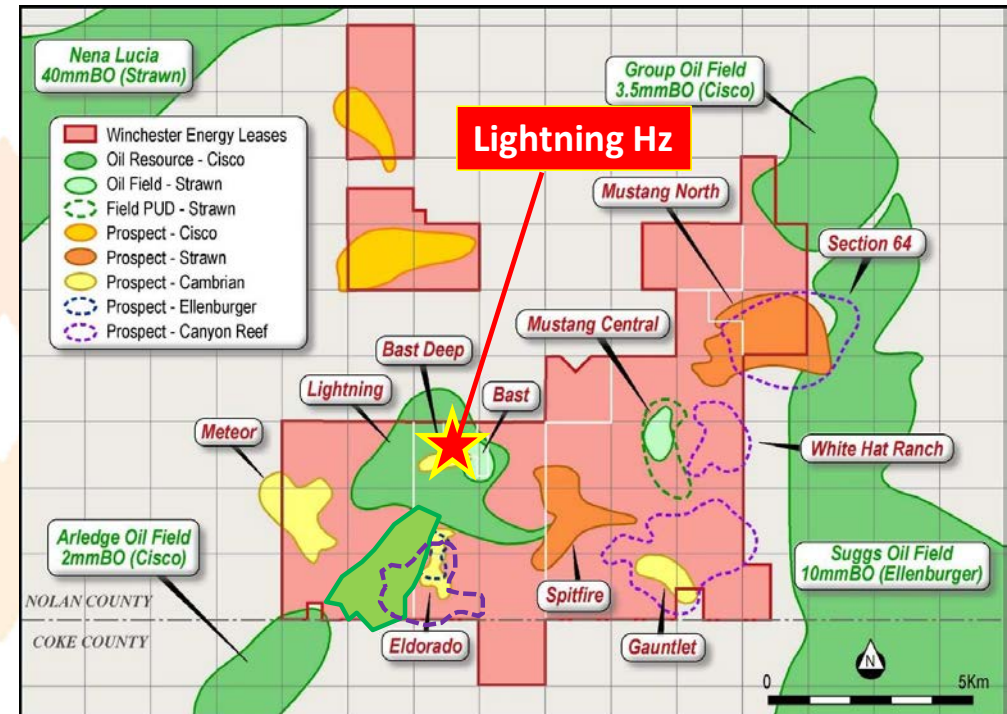 Nena Lucia
40mmBO (Strawn)
Group Oil Field
3.5mmBO (Cisco)
Winchester Energy Leases
Oil Resource - Cisco
Oil Field - Strawn
Field PUD - Strawn
Prospect - Cisco
Prospect - Strawn
Prospect - Cambrian
Prospect - Ellenburger
Prospect - Canyon Reef
Lightning Hz
Mustang North
Section 64
Mustang Central
Bast Deep
Lightning
Bast
Meteor
White Hat Ranch
Arledge Oil Field
2mmBO (Cisco)
Suggs Oil Field
10mmBO (Ellenburger)
Spitfire
NOLAN COUNTY
COKE COUNTY
Eldorado
Gauntlet
N
0
5Km